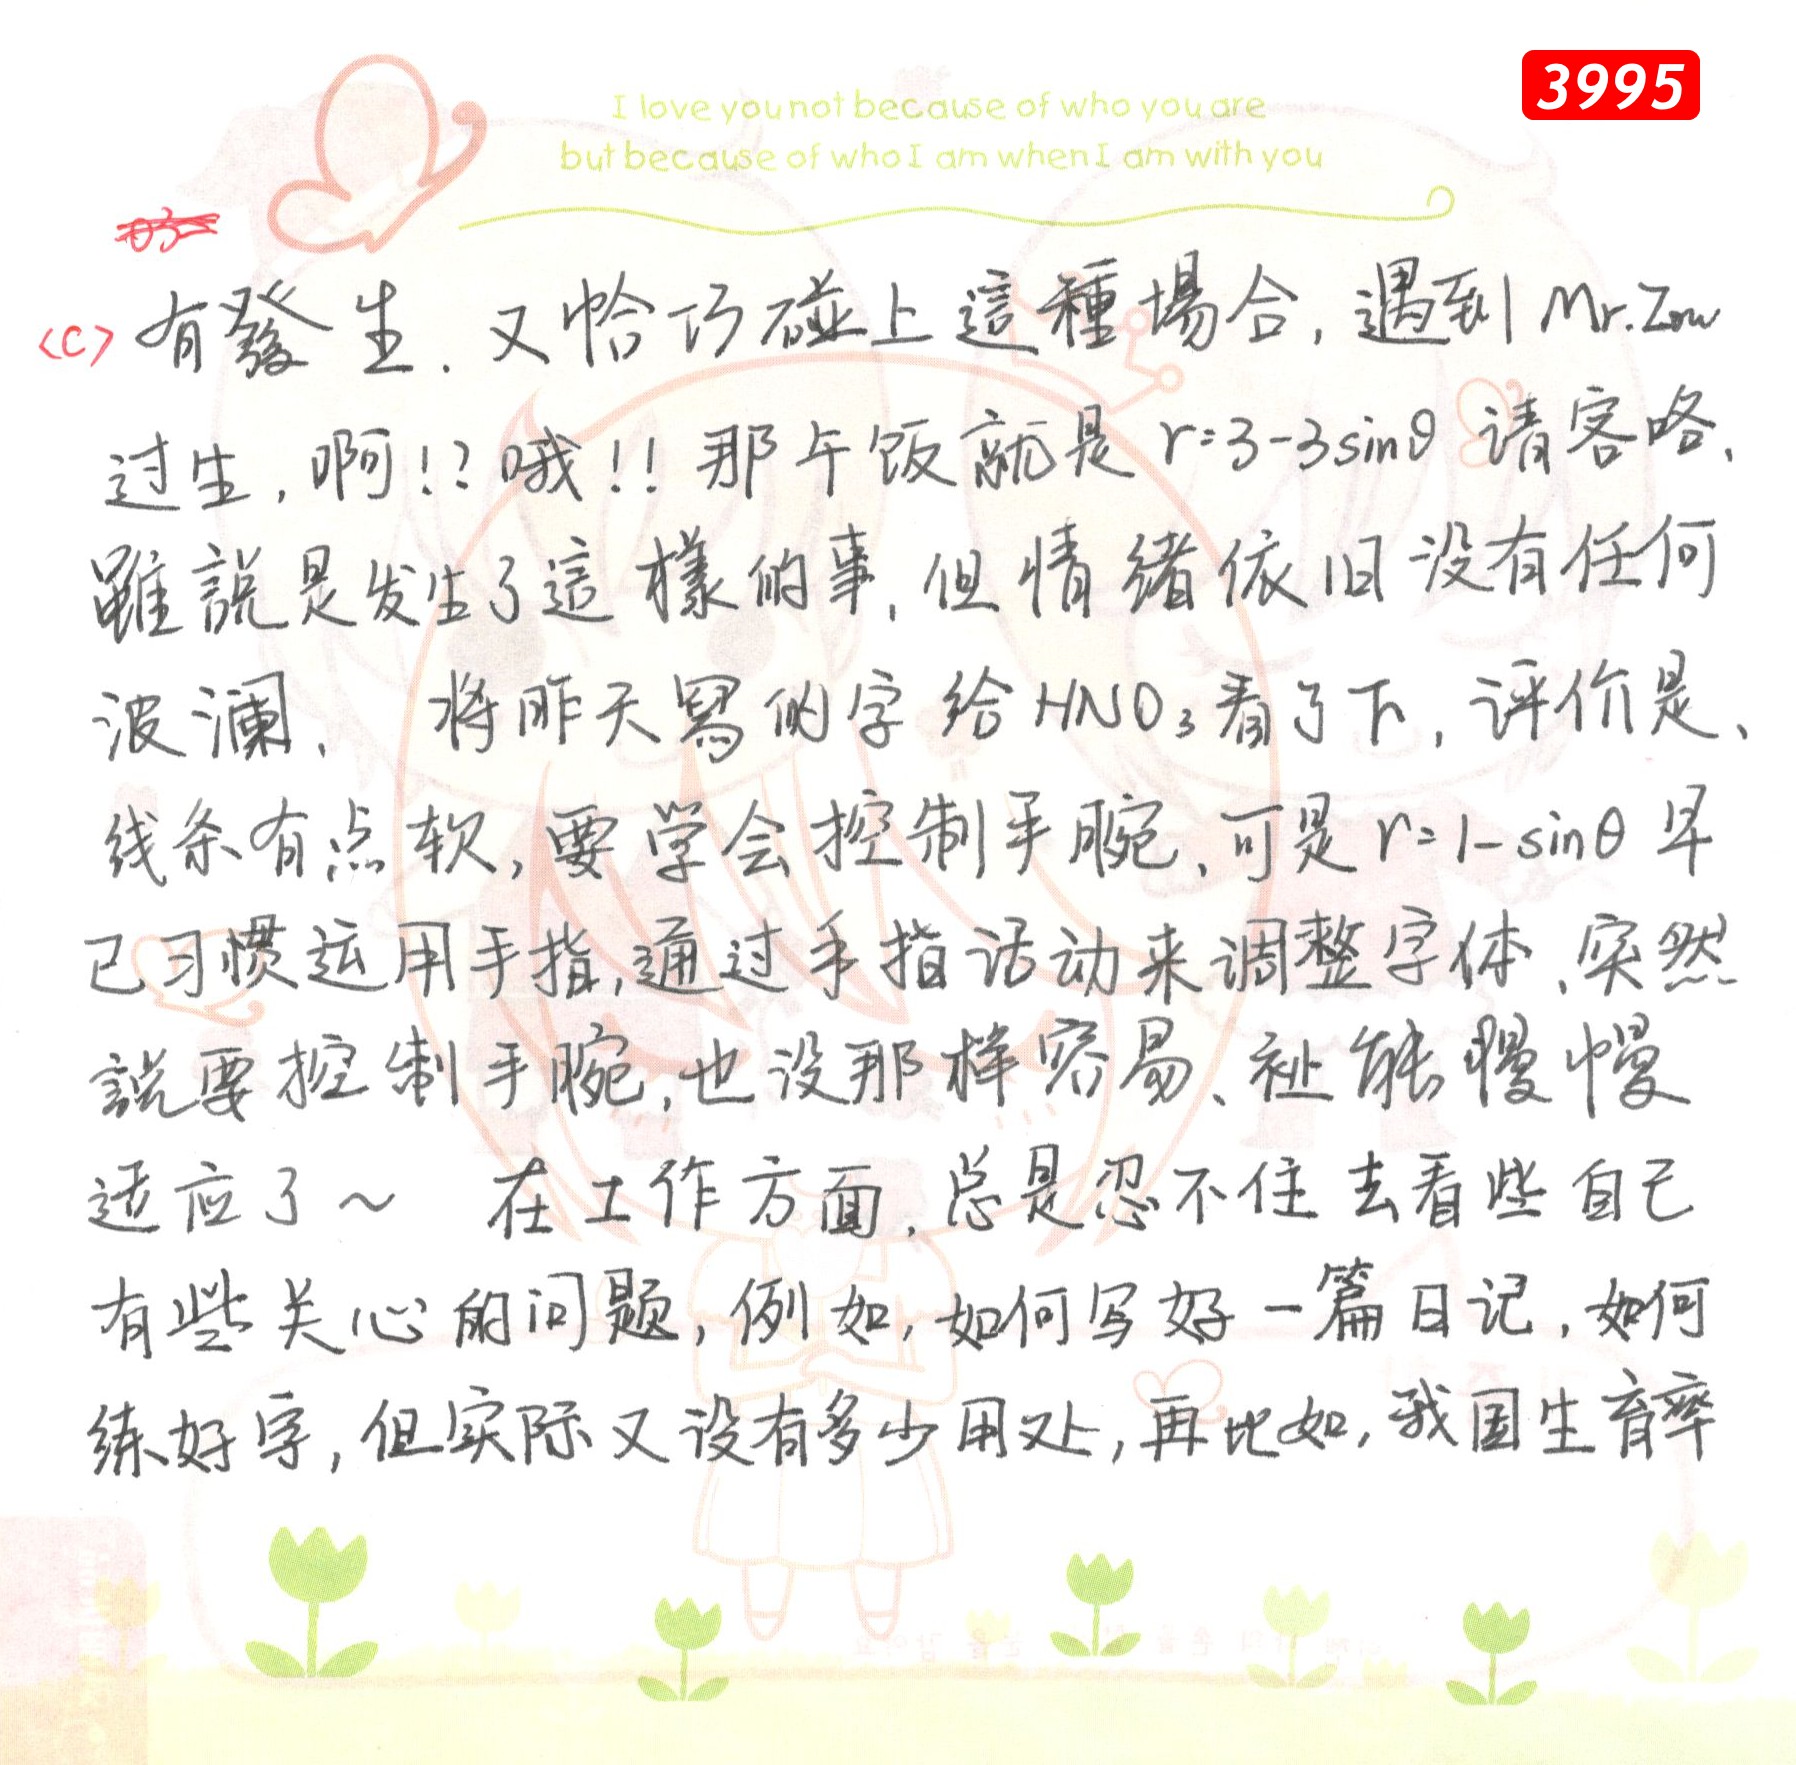 3995
I love you not because of who you are
but because of who I am when I am with you
<C> 有發生. 又恰巧碰上這種場合, 遇到 Mr.Zou
过生, 啊!? 哦!! 那午饭就是 r=3-3sinθ 请客咯、
雖説是发生了這樣的事, 但情绪依旧没有任何
波澜、 将昨天寫的字给HNO₃看了下, 评价是、
线条有点软, 要学会控制手腕, 可是 r=1-sinθ 早
已习惯运用手指, 通过手指活动来调整字体、突然
説要控制手腕, 也没那样容易、祉能慢慢
适应了～ 在工作方面, 总是忍不住去看些自己
有些关心的问题, 例如, 如何写好一篇日记, 如何
练好字, 但实际又没有多少用处, 再比如, 我国生育率